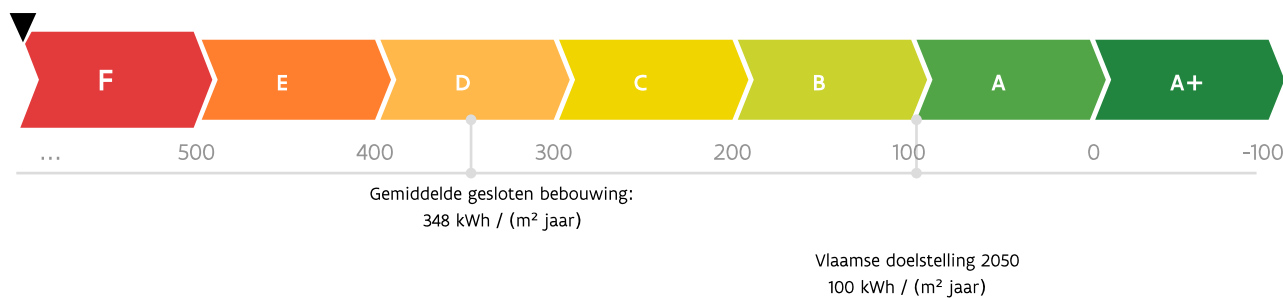 F E D C B A A+
... 500 400 300 200 100 0 -100
Gemiddelde gesloten bebouwing:
348 kWh / (m² jaar)
Vlaamse doelstelling 2050
100 kWh / (m² jaar)